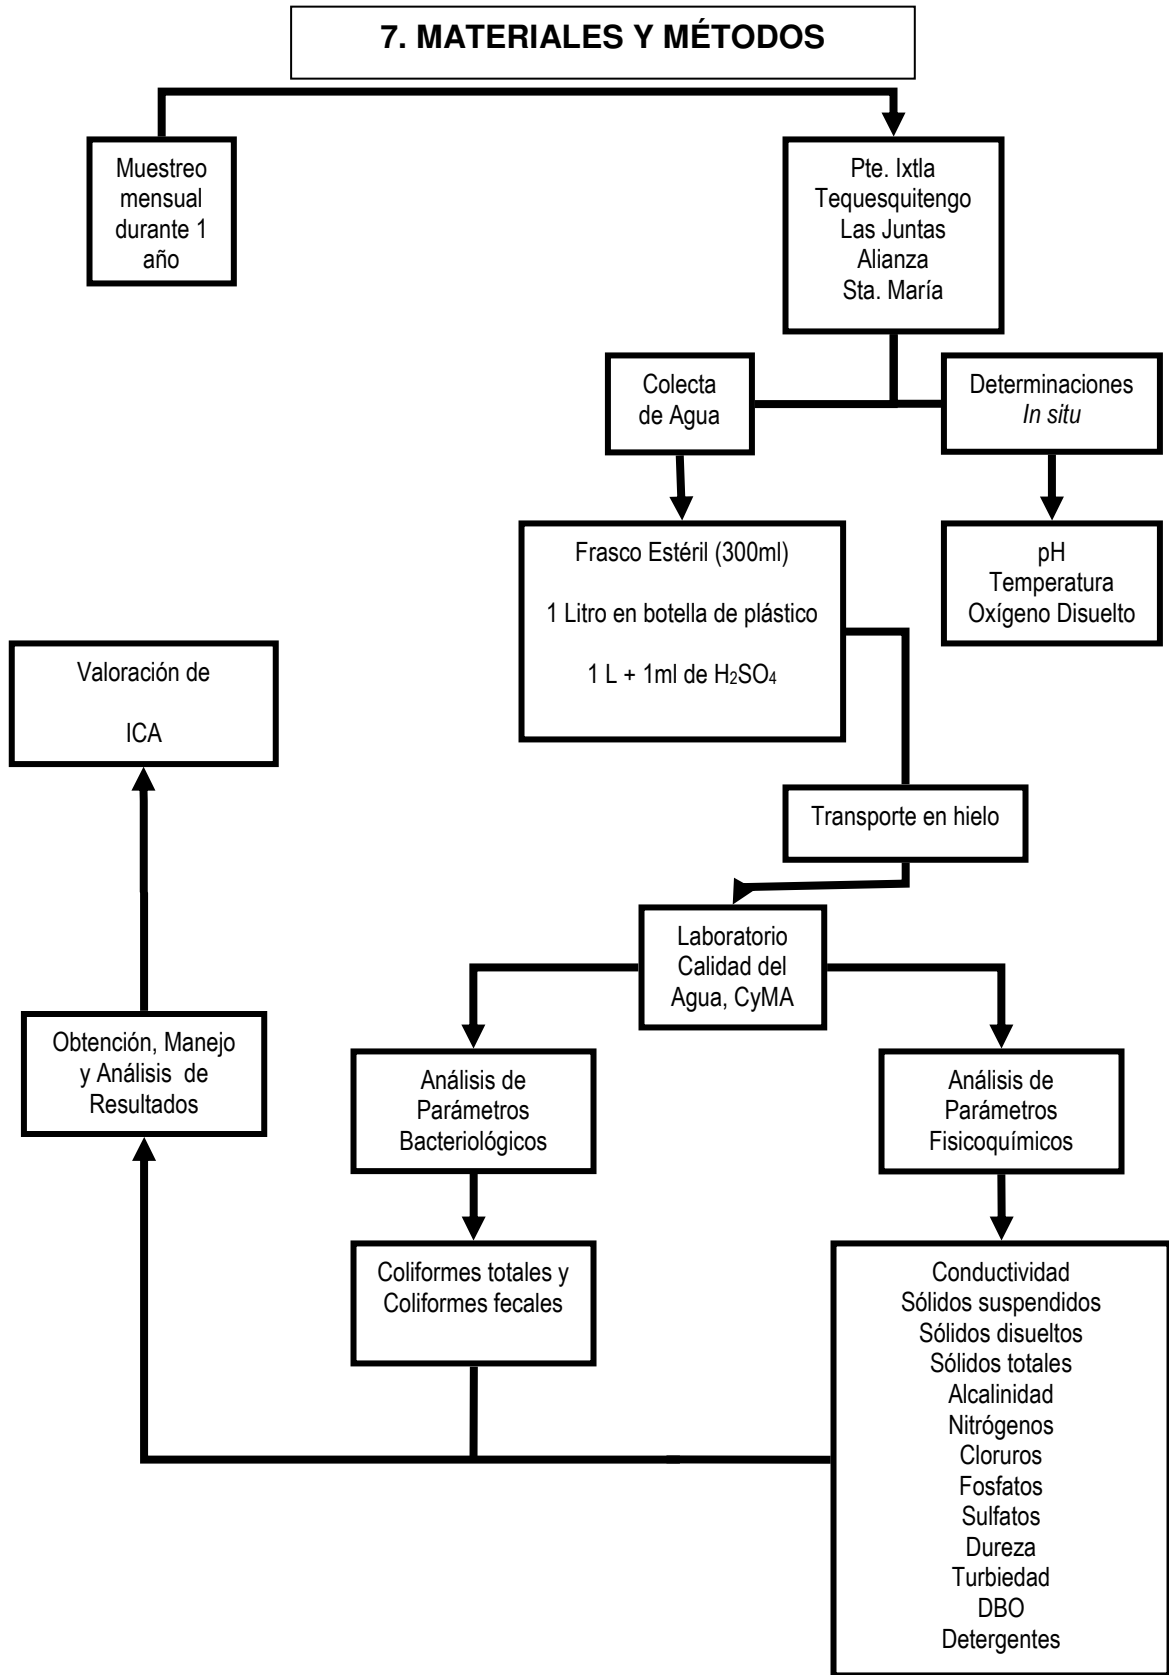 7. MATERIALES Y MÉTODOS
Muestreo
mensual
durante 1
año
Pte. Ixtla
Tequesquitengo
Las Juntas
Alianza
Sta. María
Colecta
de Agua
Determinaciones
In situ
Frasco Estéril (300ml)
1 Litro en botella de plástico
1 L + 1ml de H₂SO₄
pH
Temperatura
Oxígeno Disuelto
Valoración de
ICA
Transporte en hielo
Laboratorio
Calidad del
Agua, CyMA
Obtención, Manejo
y Análisis de
Resultados
Análisis de
Parámetros
Bacteriológicos
Análisis de
Parámetros
Fisicoquímicos
Coliformes totales y
Coliformes fecales
Conductividad
Sólidos suspendidos
Sólidos disueltos
Sólidos totales
Alcalinidad
Nitrógenos
Cloruros
Fosfatos
Sulfatos
Dureza
Turbiedad
DBO
Detergentes